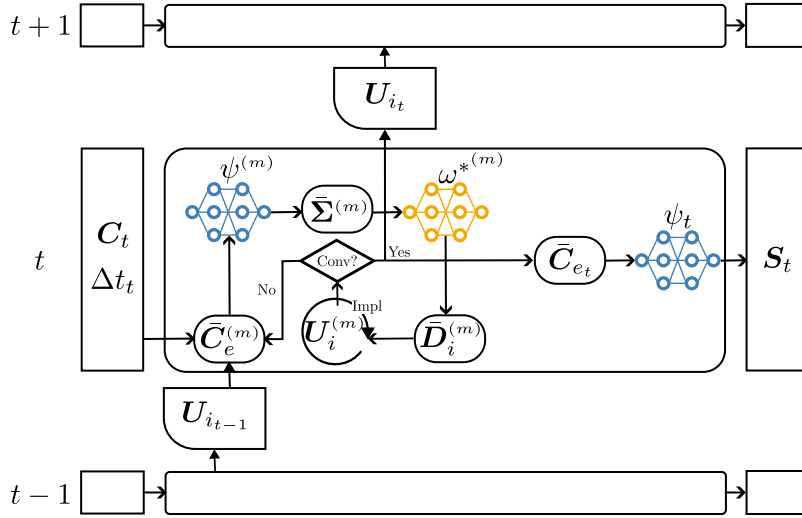 t + 1
U_{i_t}
ψ^{(m)}
Σ̄^{(m)}
ω*^{(m)}
C_t
Δt_t
t
Conv?
Yes
C̄_{e_t}
ψ_t
S_t
No
Impl
C̄_e^{(m)}
U_i^{(m)}
D̄_i^{(m)}
U_{i_{t-1}}
t − 1